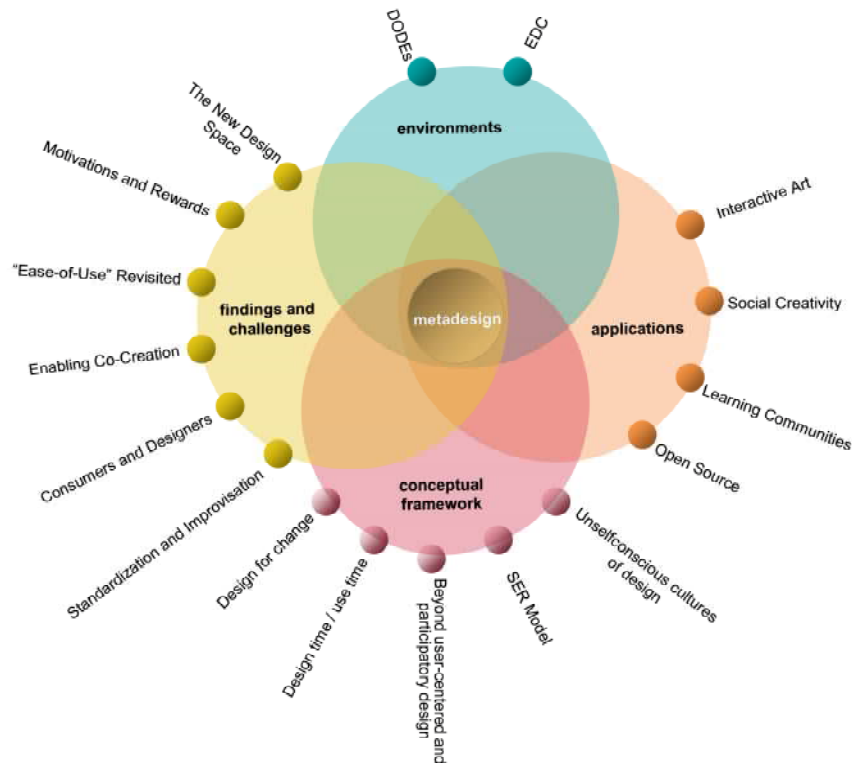 DODEs
EDC
environments
The New Design
Space
Motivations and Rewards
"Ease-of-Use" Revisited
Enabling Co-Creation
Consumers and Designers
Standardization and Improvisation
findings and
challenges
metadesign
applications
Interactive Art
Social Creativity
Learning Communities
Open Source
conceptual
framework
Design for change
Design time / use time
Beyond user-centered and
participatory design
SER Model
Unselfconscious cultures
of design